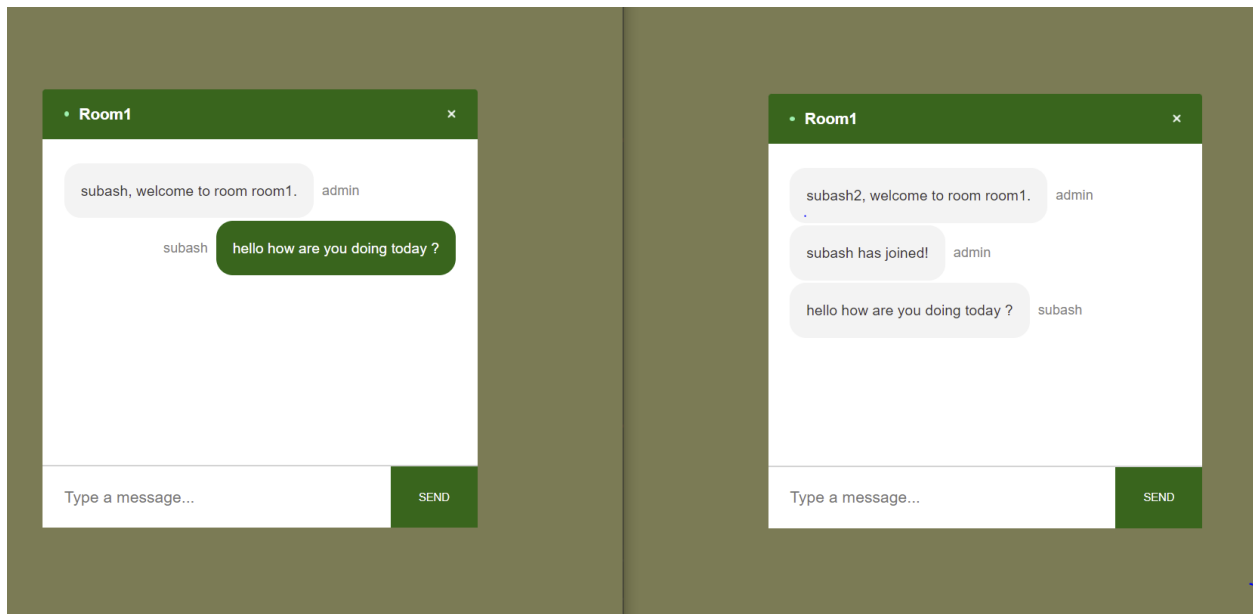 Room1 ×
subash, welcome to room room1. admin
subash hello how are you doing today ?
Type a message... SEND
Room1 ×
subash2, welcome to room room1. admin
subash has joined! admin
hello how are you doing today ? subash
Type a message... SEND